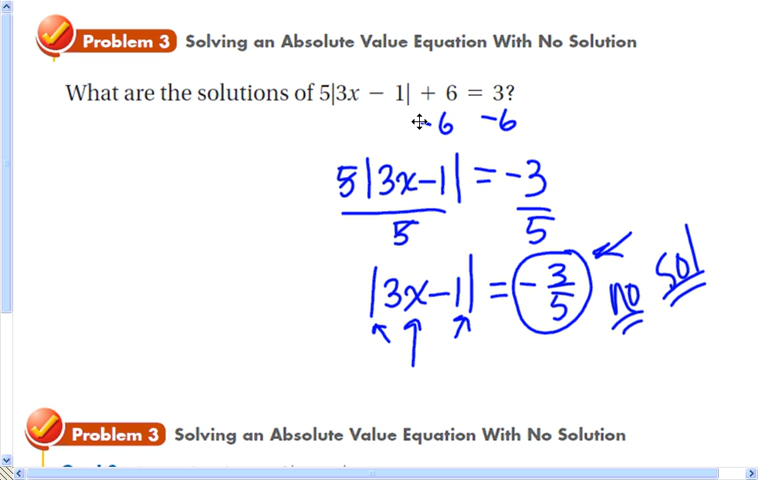 Problem 3 Solving an Absolute Value Equation With No Solution
What are the solutions of 5|3x − 1| + 6 = 3?
-6 -6
5|3x-1| = -3
5 5
|3x-1| = -3/5 no sol
Problem 3 Solving an Absolute Value Equation With No Solution